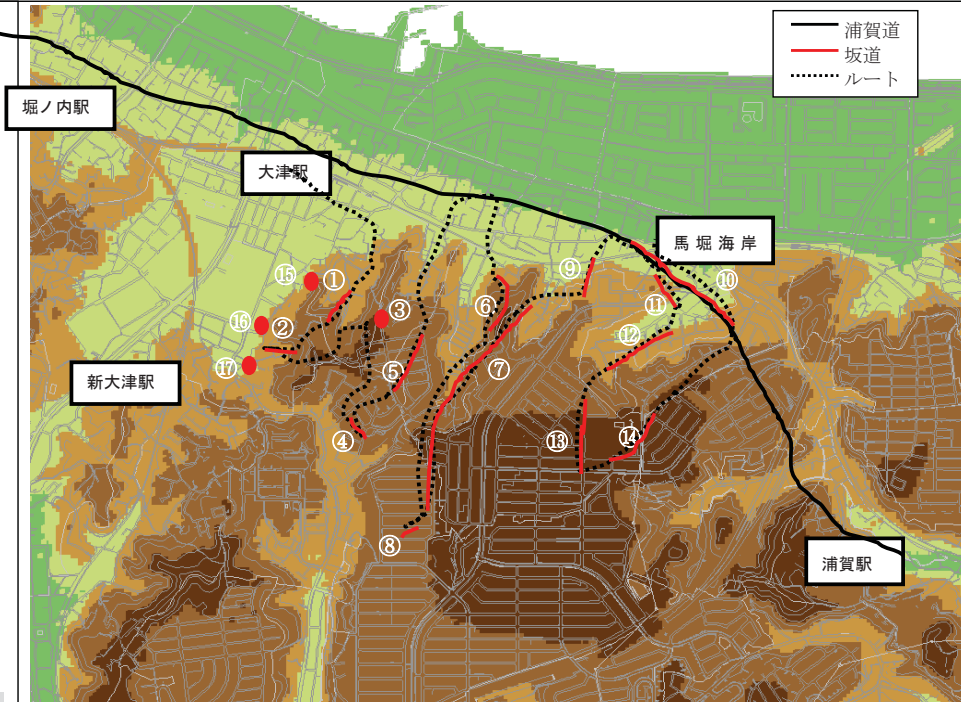 浦賀道
坂道
ルート
堀ノ内駅
大津駅
馬堀海岸
新大津駅
浦賀駅
⑮
①
⑯
②
③
⑰
⑤
④
⑥
⑦
⑧
⑨
⑩
⑪
⑫
⑬
⑭